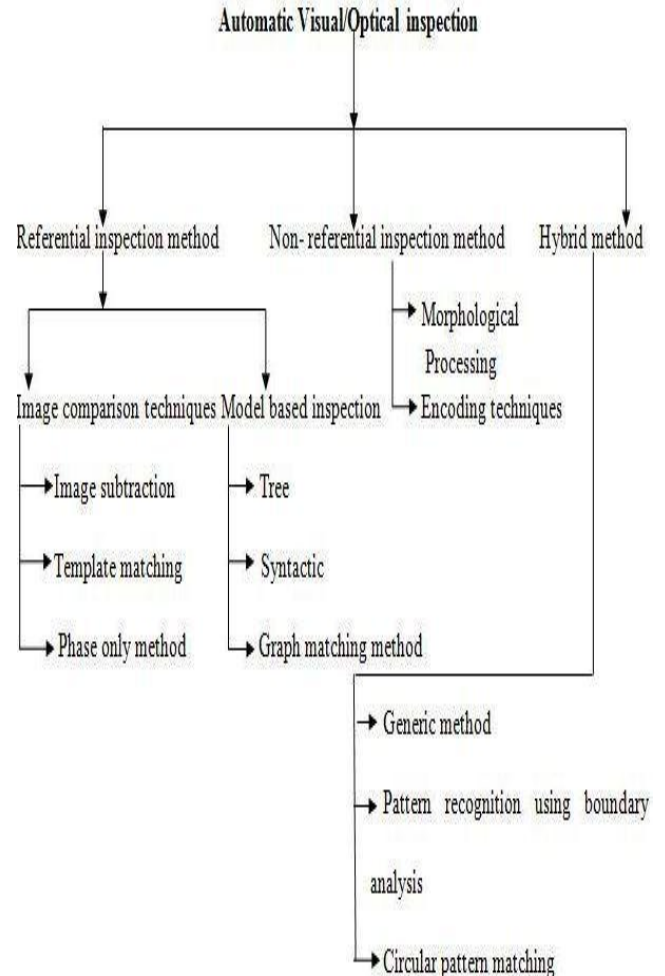 Automatic Visual/Optical inspection
Referential inspection method
Non- referential inspection method
Hybrid method
Morphological
Processing
Encoding techniques
Image comparison techniques
Model based inspection
Image subtraction
Tree
Template matching
Syntactic
Phase only method
Graph matching method
Generic method
Pattern recognition using boundary
analysis
Circular pattern matching